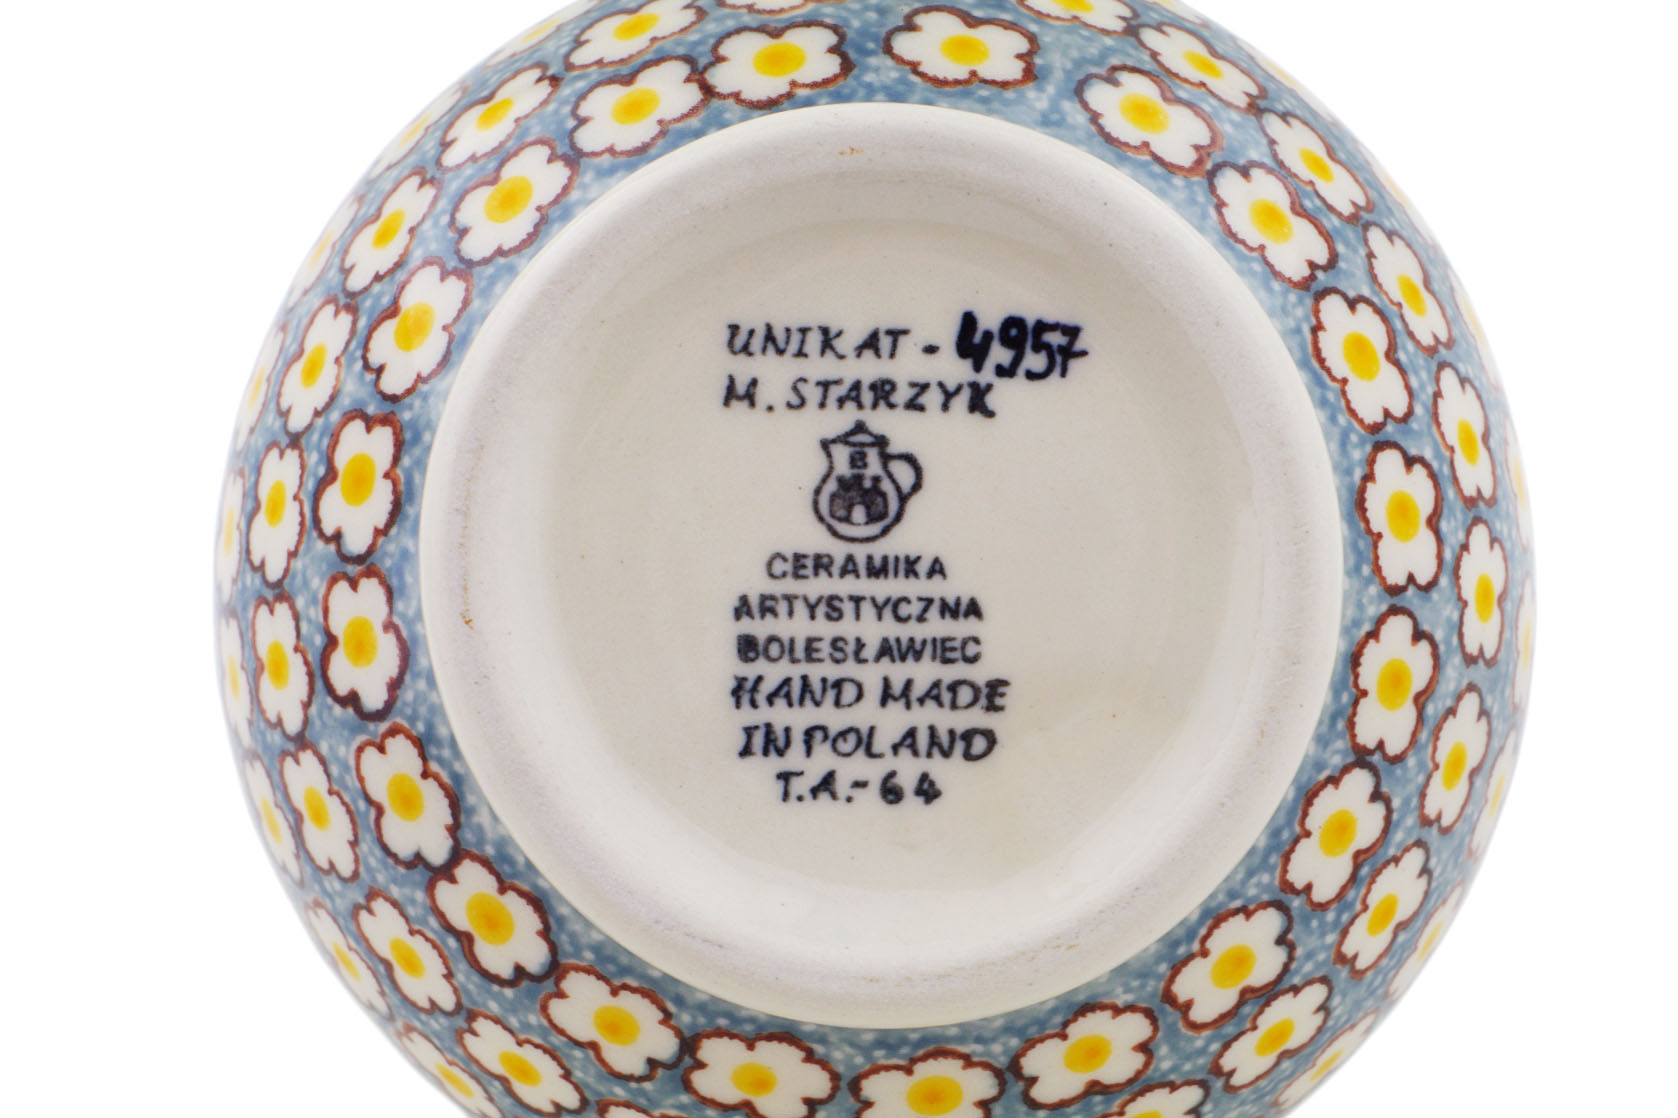 UNIKAT - 4957
M. STARZYK
B
CERAMIKA
ARTYSTYCZNA
BOLESŁAWIEC
HAND MADE
IN POLAND
T.A.- 64